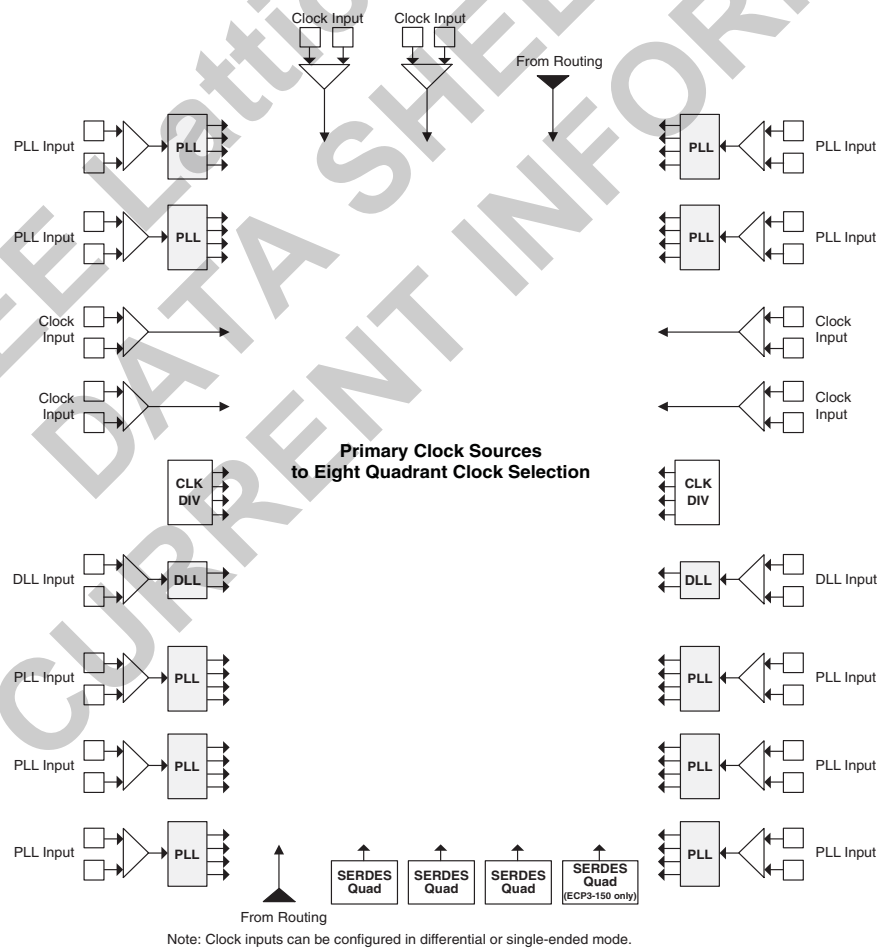 Clock Input Clock Input
From Routing
PLL Input PLL PLL PLL Input
PLL Input PLL PLL PLL Input
Clock
Input
Clock
Input
Clock
Input
Clock
Input
Primary Clock Sources
to Eight Quadrant Clock Selection
CLK
DIV
CLK
DIV
DLL Input DLL DLL DLL Input
PLL Input PLL PLL PLL Input
PLL Input PLL PLL PLL Input
PLL Input PLL PLL PLL Input
SERDES
Quad
SERDES
Quad
SERDES
Quad
SERDES
Quad
(ECP3-150 only)
From Routing
Note: Clock inputs can be configured in differential or single-ended mode.
DATA SHEE
CURRENT INFOR